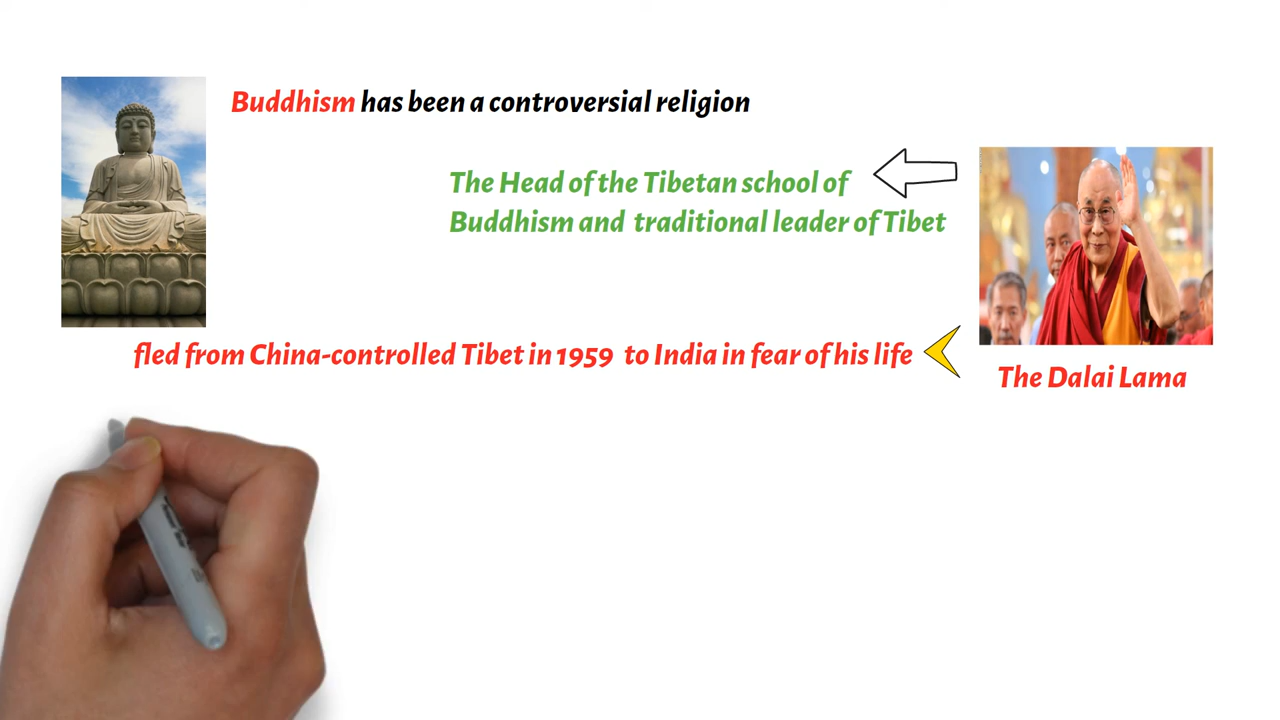 Buddhism has been a controversial religion
The Head of the Tibetan school of
Buddhism and traditional leader of Tibet
fled from China-controlled Tibet in 1959 to India in fear of his life
The Dalai Lama